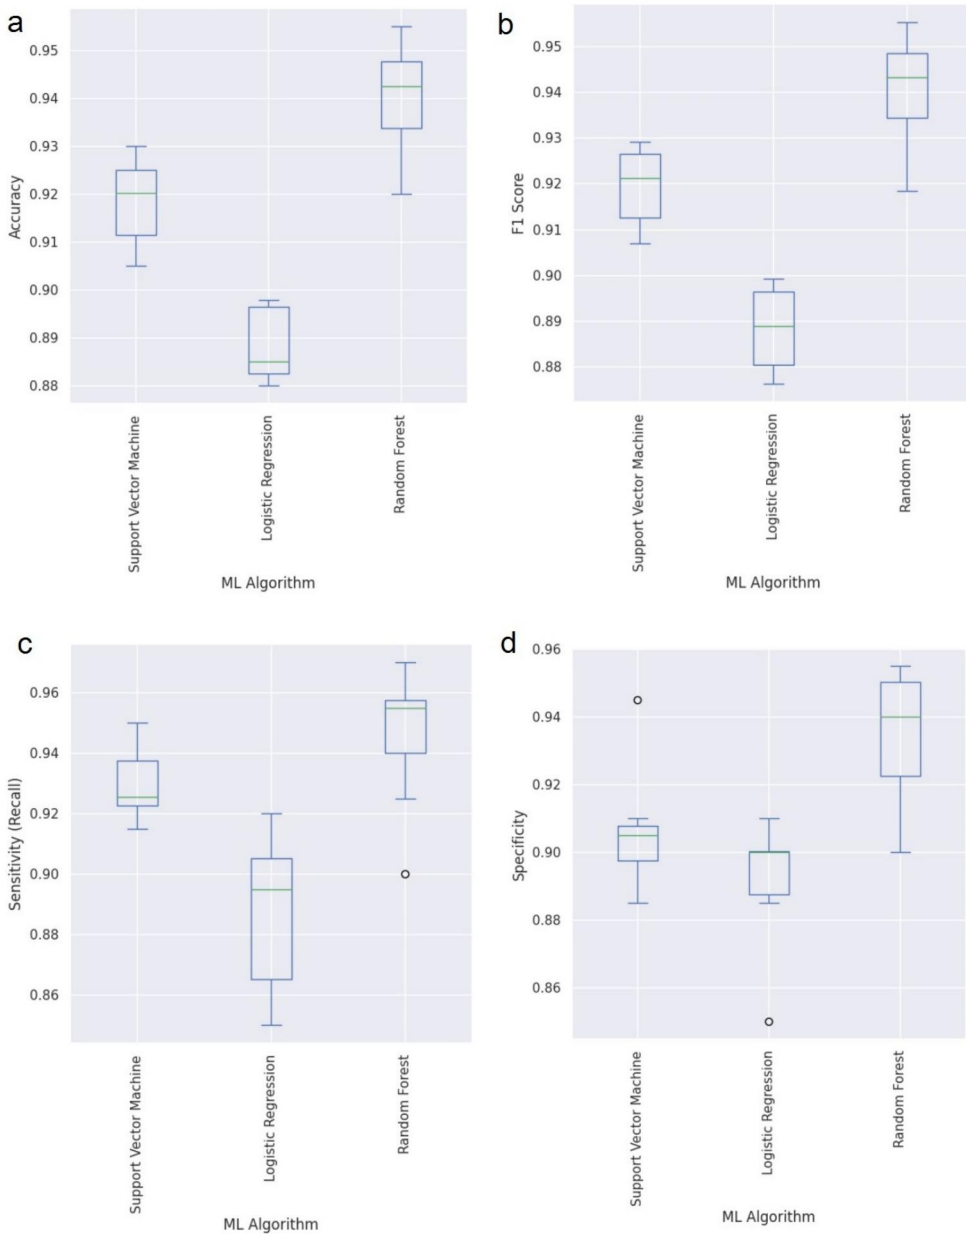 a
0.95
0.94
0.93
0.92
0.91
0.90
0.89
0.88
Accuracy
Support Vector Machine
Logistic Regression
Random Forest
ML Algorithm
b
0.95
0.94
0.93
0.92
0.91
0.90
0.89
0.88
F1 Score
Support Vector Machine
Logistic Regression
Random Forest
ML Algorithm
c
0.96
0.94
0.92
0.90
0.88
0.86
Sensitivity (Recall)
Support Vector Machine
Logistic Regression
Random Forest
ML Algorithm
d
0.96
0.94
0.92
0.90
0.88
0.86
Specificity
Support Vector Machine
Logistic Regression
Random Forest
ML Algorithm